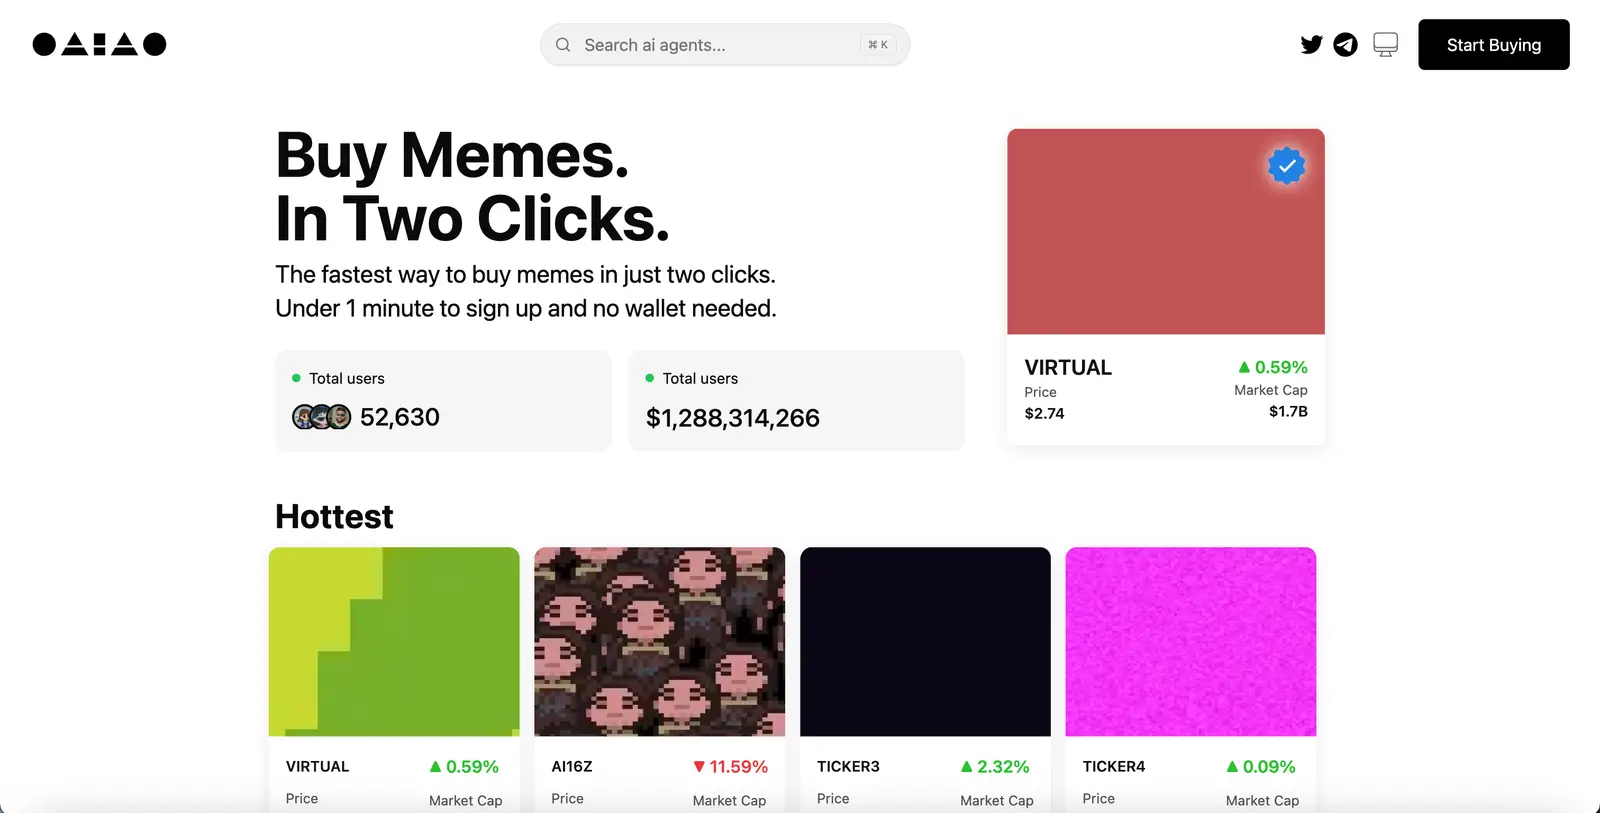 Search ai agents...
⌘ K
Start Buying
Buy Memes.
In Two Clicks.
The fastest way to buy memes in just two clicks.
Under 1 minute to sign up and no wallet needed.
Total users
52,630
Total users
$1,288,314,266
VIRTUAL
▲ 0.59%
Price
Market Cap
$2.74
$1.7B
Hottest
VIRTUAL
▲ 0.59%
Price
Market Cap
AI16Z
▼ 11.59%
Price
Market Cap
TICKER3
▲ 2.32%
Price
Market Cap
TICKER4
▲ 0.09%
Price
Market Cap